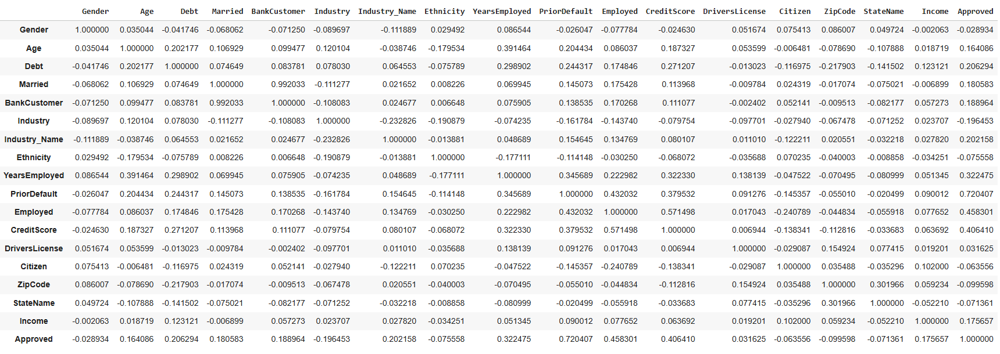 Gender Age Debt Married BankCustomer Industry Industry_Name Ethnicity YearsEmployed PriorDefault Employed CreditScore DriversLicense Citizen ZipCode StateName Income Approved
Gender 1.000000 0.035044 -0.041746 -0.068062 -0.071250 -0.089697 -0.111889 0.029492 0.086544 -0.026047 -0.077784 -0.024630 0.051674 0.075413 0.086007 0.049724 -0.002063 -0.028934
Age 0.035044 1.000000 0.202177 0.106929 0.099477 0.120104 -0.038746 -0.179534 0.391464 0.204434 0.086037 0.187327 0.053599 -0.006481 -0.078690 -0.107888 0.018719 0.164086
Debt -0.041746 0.202177 1.000000 0.074649 0.083781 0.078030 0.064553 -0.075789 0.298902 0.244317 0.174846 0.271207 -0.013023 -0.116975 -0.217903 -0.141502 0.123121 0.206294
Married -0.068062 0.106929 0.074649 1.000000 0.992033 -0.111277 0.021652 0.008226 0.069945 0.145073 0.175428 0.113968 -0.009784 0.024319 -0.017074 -0.075021 -0.006899 0.180583
BankCustomer -0.071250 0.099477 0.083781 0.992033 1.000000 -0.108083 0.024677 0.006648 0.075905 0.138535 0.170268 0.111077 -0.002402 0.052141 -0.009513 -0.082177 0.057273 0.188964
Industry -0.089697 0.120104 0.078030 -0.111277 -0.108083 1.000000 -0.232826 -0.190879 -0.074235 -0.161784 -0.143740 -0.079754 -0.097701 -0.027940 -0.067478 -0.071252 0.023707 -0.196453
Industry_Name -0.111889 -0.038746 0.064553 0.021652 0.024677 -0.232826 1.000000 -0.013881 0.048689 0.154645 0.134769 0.080107 0.011010 -0.122211 0.020551 -0.032218 0.027820 0.202158
Ethnicity 0.029492 -0.179534 -0.075789 0.008226 0.006648 -0.190879 -0.013881 1.000000 -0.177111 -0.114148 -0.030250 -0.068072 -0.035688 0.070235 -0.040003 -0.008858 -0.034251 -0.075558
YearsEmployed 0.086544 0.391464 0.298902 0.069945 0.075905 -0.074235 0.048689 -0.177111 1.000000 0.345689 0.222982 0.322330 0.138139 -0.047522 -0.070495 -0.080999 0.051345 0.322475
PriorDefault -0.026047 0.204434 0.244317 0.145073 0.138535 -0.161784 0.154645 -0.114148 0.345689 1.000000 0.432032 0.379532 0.091276 -0.145357 -0.055010 -0.020499 0.090012 0.720407
Employed -0.077784 0.086037 0.174846 0.175428 0.170268 -0.143740 0.134769 -0.030250 0.222982 0.432032 1.000000 0.571498 0.017043 -0.240789 -0.044834 -0.055918 0.077652 0.458301
CreditScore -0.024630 0.187327 0.271207 0.113968 0.111077 -0.079754 0.080107 -0.068072 0.322330 0.379532 0.571498 1.000000 0.006944 -0.138341 -0.112816 -0.033683 0.063692 0.406410
DriversLicense 0.051674 0.053599 -0.013023 -0.009784 -0.002402 -0.097701 0.011010 -0.035688 0.138139 0.091276 0.017043 0.006944 1.000000 -0.029087 0.154924 0.077415 0.019201 0.031625
Citizen 0.075413 -0.006481 -0.116975 0.024319 0.052141 -0.027940 -0.122211 0.070235 -0.047522 -0.145357 -0.240789 -0.138341 -0.029087 1.000000 0.035488 -0.035296 0.102000 -0.063556
ZipCode 0.086007 -0.078690 -0.217903 -0.017074 -0.009513 -0.067478 0.020551 -0.040003 -0.070495 -0.055010 -0.044834 -0.112816 0.154924 0.035488 1.000000 0.301966 0.059234 -0.099598
StateName 0.049724 -0.107888 -0.141502 -0.075021 -0.082177 -0.071252 -0.032218 -0.008858 -0.080999 -0.020499 -0.055918 -0.033683 0.077415 -0.035296 0.301966 1.000000 -0.052210 -0.071361
Income -0.002063 0.018719 0.123121 -0.006899 0.057273 0.023707 0.027820 -0.034251 0.051345 0.090012 0.077652 0.063692 0.019201 0.102000 0.059234 -0.052210 1.000000 0.175657
Approved -0.028934 0.164086 0.206294 0.180583 0.188964 -0.196453 0.202158 -0.075558 0.322475 0.720407 0.458301 0.406410 0.031625 -0.063556 -0.099598 -0.071361 0.175657 1.000000